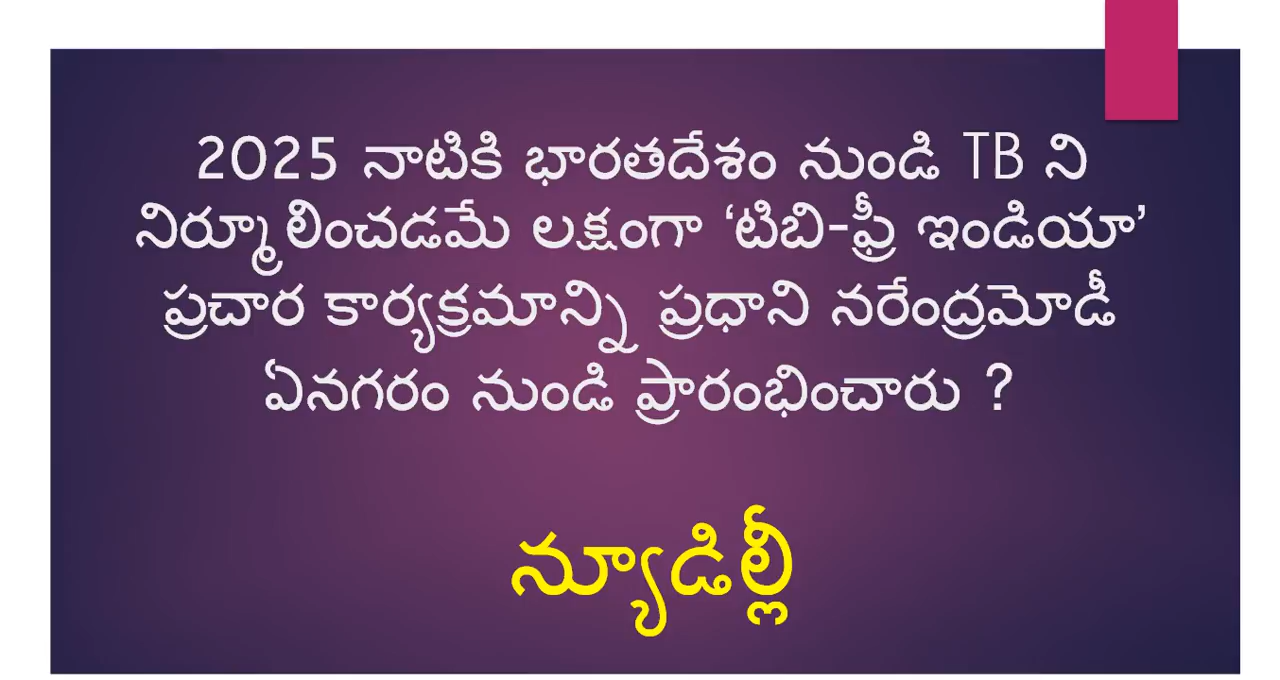 2025 నాటికి భారతదేశం నుండి TB ని
నిర్మూలించడమే లక్షంగా ‘టిబి-ఫ్రీ ఇండియా’
ప్రచార కార్యక్రమాన్ని ప్రధాని నరేంద్రమోడీ
ఏనగరం నుండి ప్రారంభించారు ?
న్యూడిల్లీ